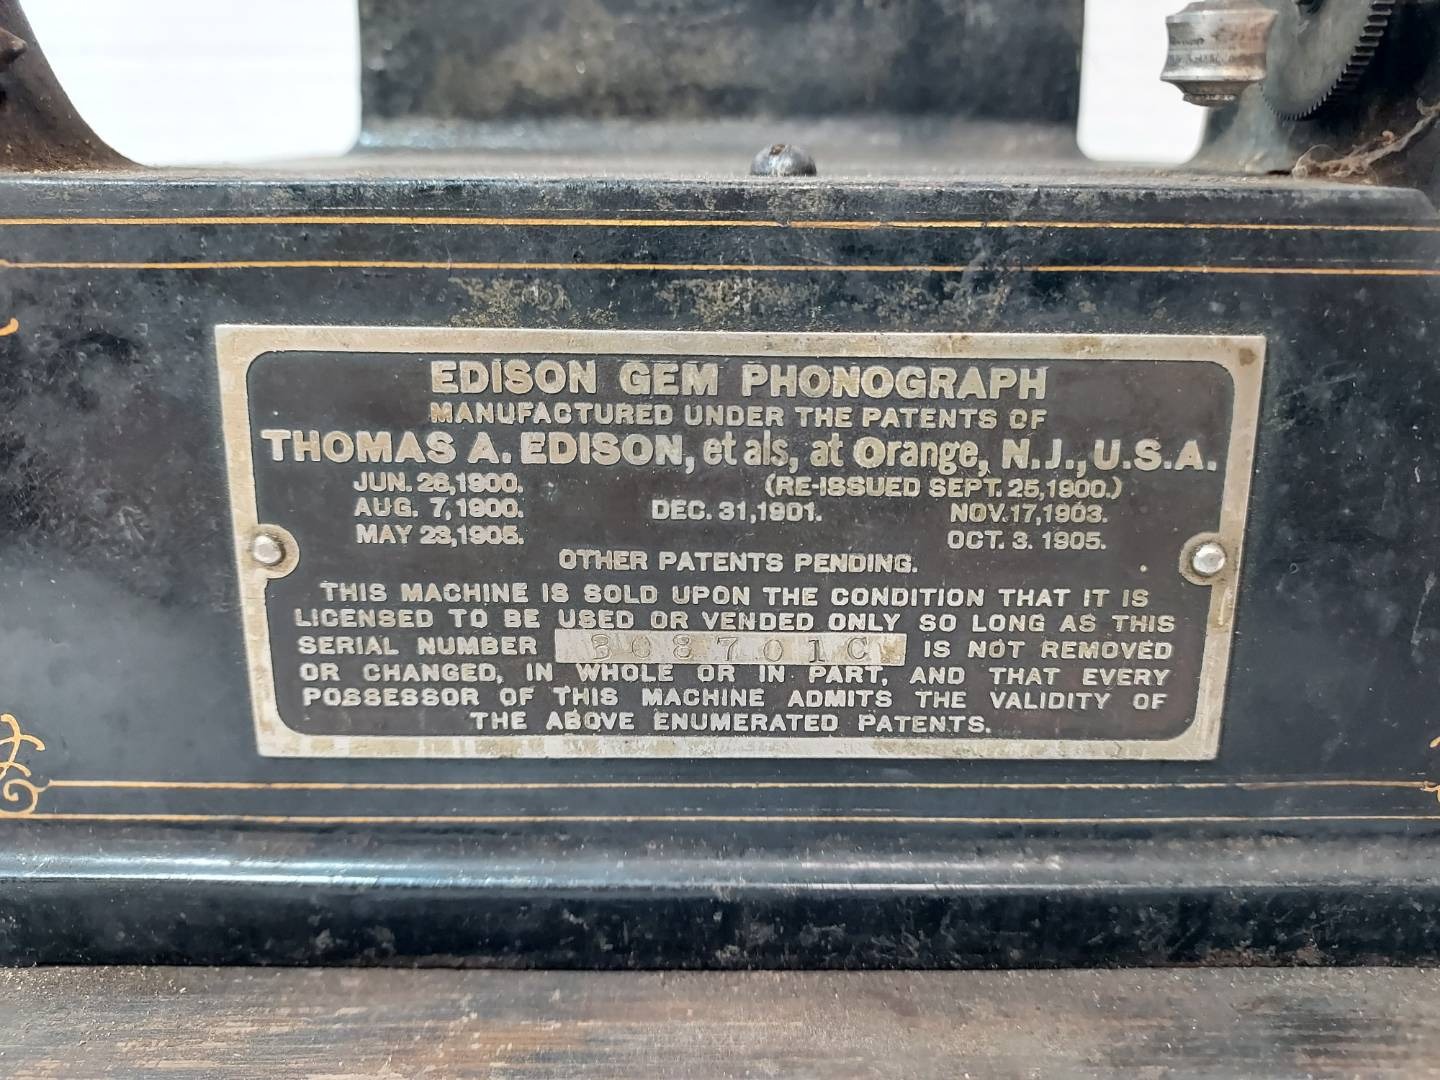 EDISON GEM PHONOGRAPH
MANUFACTURED UNDER THE PATENTS OF
THOMAS A. EDISON, et als, at Orange, N.J., U.S.A.
JUN. 26,1900. (RE-ISSUED SEPT. 25,1900.)
AUG. 7,1900. DEC. 31,1901. NOV.17,1903.
MAY 23,1905. OCT. 3. 1905.
OTHER PATENTS PENDING.
THIS MACHINE IS SOLD UPON THE CONDITION THAT IT IS
LICENSED TO BE USED OR VENDED ONLY SO LONG AS THIS
SERIAL NUMBER 308701C IS NOT REMOVED
OR CHANGED, IN WHOLE OR IN PART, AND THAT EVERY
POSSESSOR OF THIS MACHINE ADMITS THE VALIDITY OF
THE ABOVE ENUMERATED PATENTS.